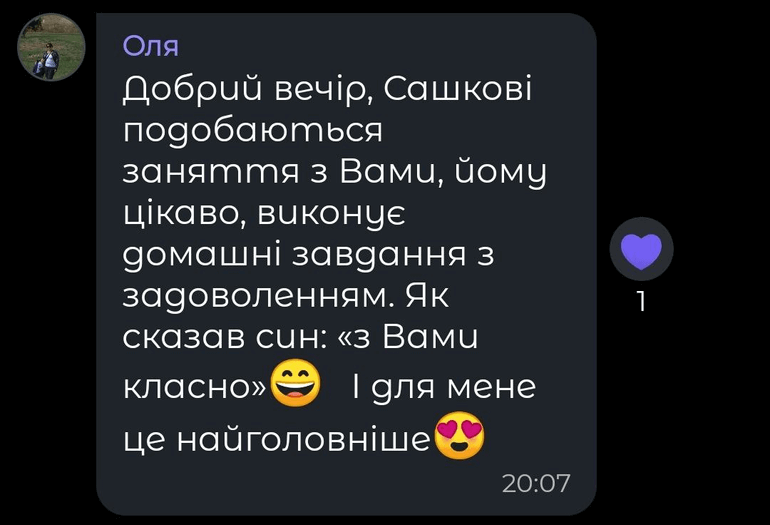 Оля
Добрий вечір, Сашкові
подобаються
заняття з Вами, йому
цікаво, виконує
домашні завдання з
задоволенням. Як
сказав син: «з Вами
класно»😄 І для мене
це найголовніше😍
20:07
1